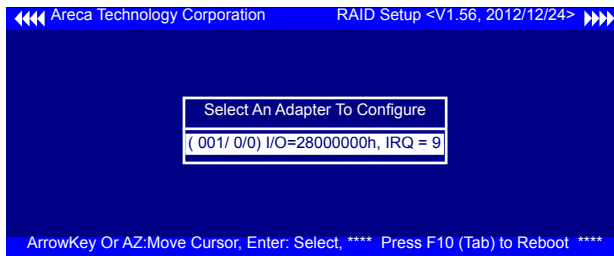 Areca Technology Corporation RAID Setup <V1.56, 2012/12/24>
Select An Adapter To Configure
( 001/ 0/0) I/O=28000000h, IRQ = 9
ArrowKey Or AZ:Move Cursor, Enter: Select, **** Press F10 (Tab) to Reboot ****